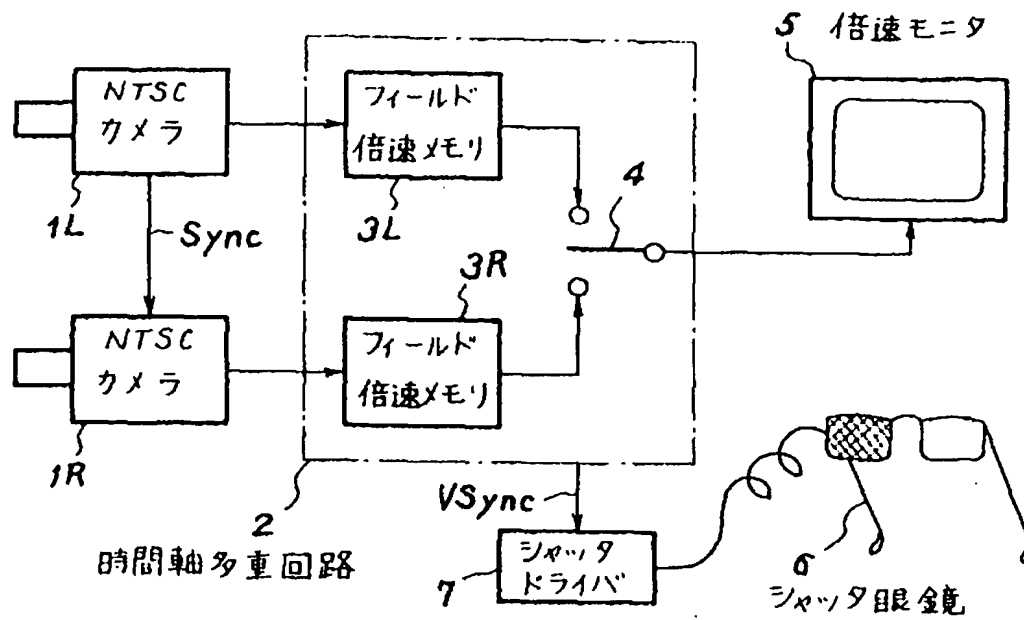 5 倍速モニタ
NTSC
カメラ
フィールド
倍速メモリ
1L
Sync
3L
4
3R
NTSC
カメラ
フィールド
倍速メモリ
1R
2
時間軸多重回路
VSync
シャッタ
ドライバ
7
6
シャッタ眼鏡